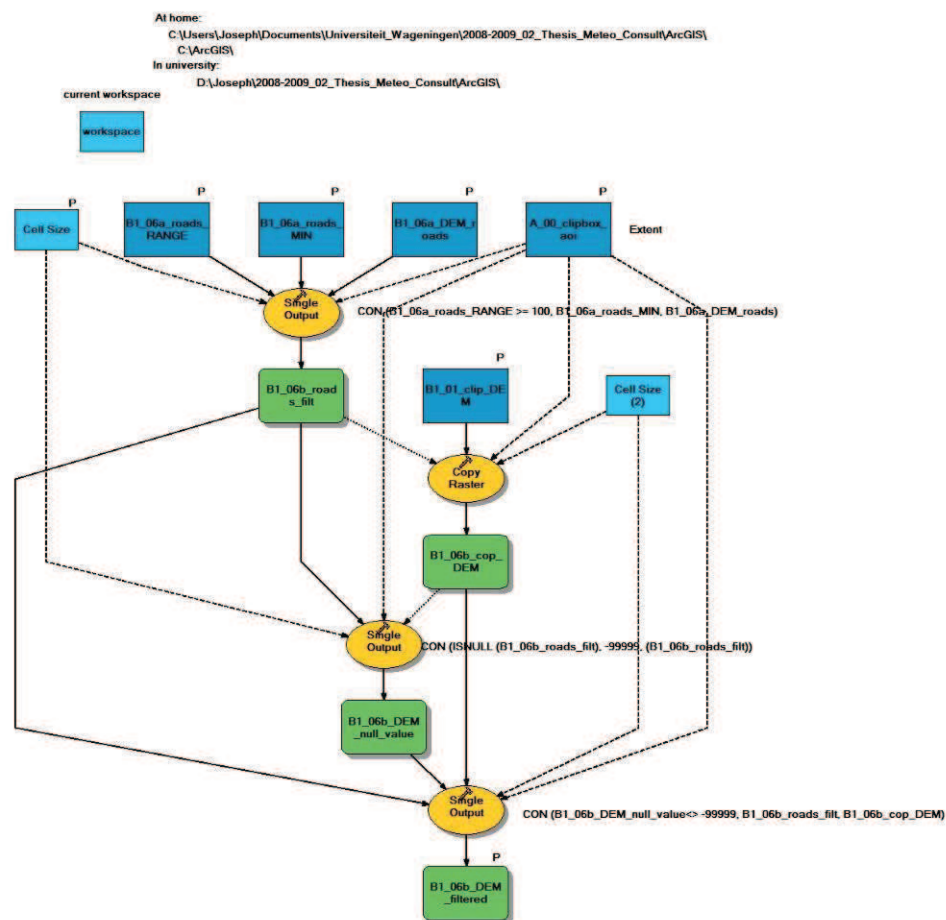 At home:
C:\Users\Joseph\Documents\Universiteit_Wageningen\2008-2009_02_Thesis_Meteo_Consult\ArcGIS\
C:\ArcGIS\
In university:
D:\Joseph\2008-2009_02_Thesis_Meteo_Consult\ArcGIS\
current workspace
workspace
P
P
P
P
P
Cell Size
B1_06a_roads_
RANGE
B1_06a_roads_
MIN
B1_06a_DEM_r
oads
A_00_clipbox_
aoi
Extent
Single
Output
CON (B1_06a_roads_RANGE >= 100, B1_06a_roads_MIN, B1_06a_DEM_roads)
P
B1_06b_road
s_filt
B1_01_clip_DE
M
Cell Size
(2)
Copy
Raster
B1_06b_cop_
DEM
Single
Output
CON (ISNULL (B1_06b_roads_filt), -99999, (B1_06b_roads_filt))
B1_06b_DEM
_null_value
Single
Output
CON (B1_06b_DEM_null_value<> -99999, B1_06b_roads_filt, B1_06b_cop_DEM)
P
B1_06b_DEM
_filtered